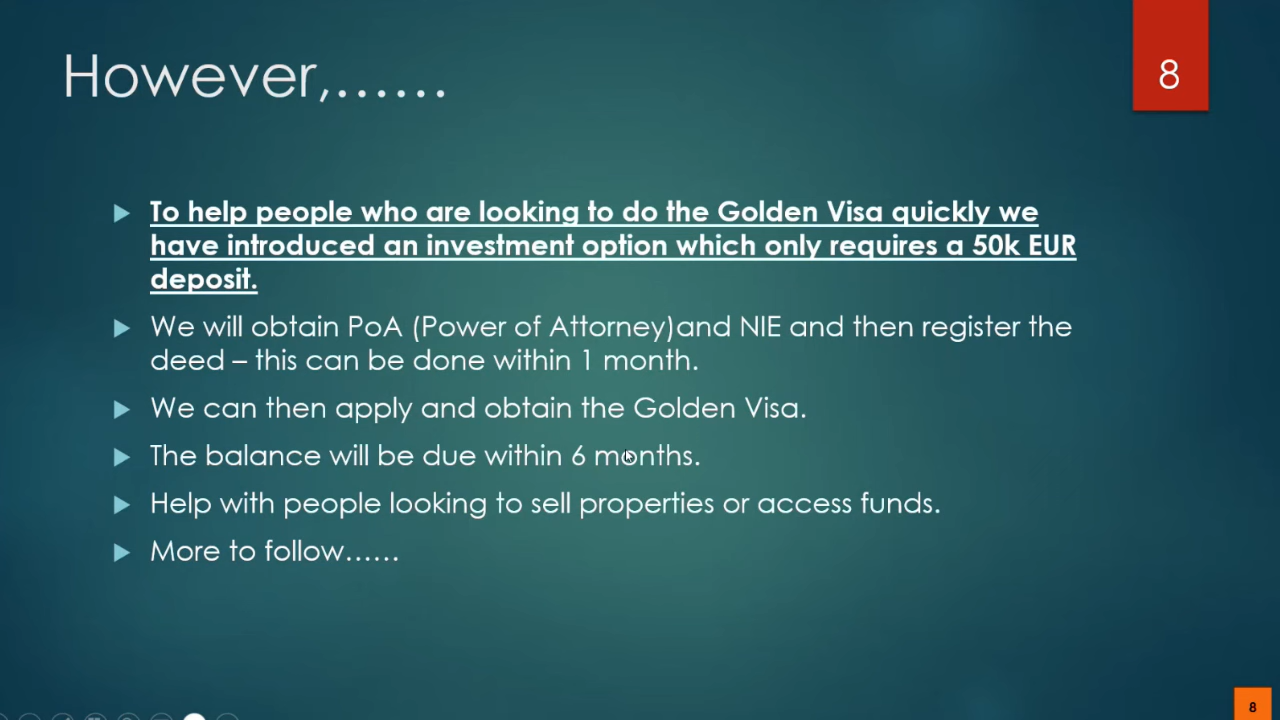 However,......
8
To help people who are looking to do the Golden Visa quickly we
have introduced an investment option which only requires a 50k EUR
deposit.
We will obtain PoA (Power of Attorney)and NIE and then register the
deed – this can be done within 1 month.
We can then apply and obtain the Golden Visa.
The balance will be due within 6 months.
Help with people looking to sell properties or access funds.
More to follow......
8